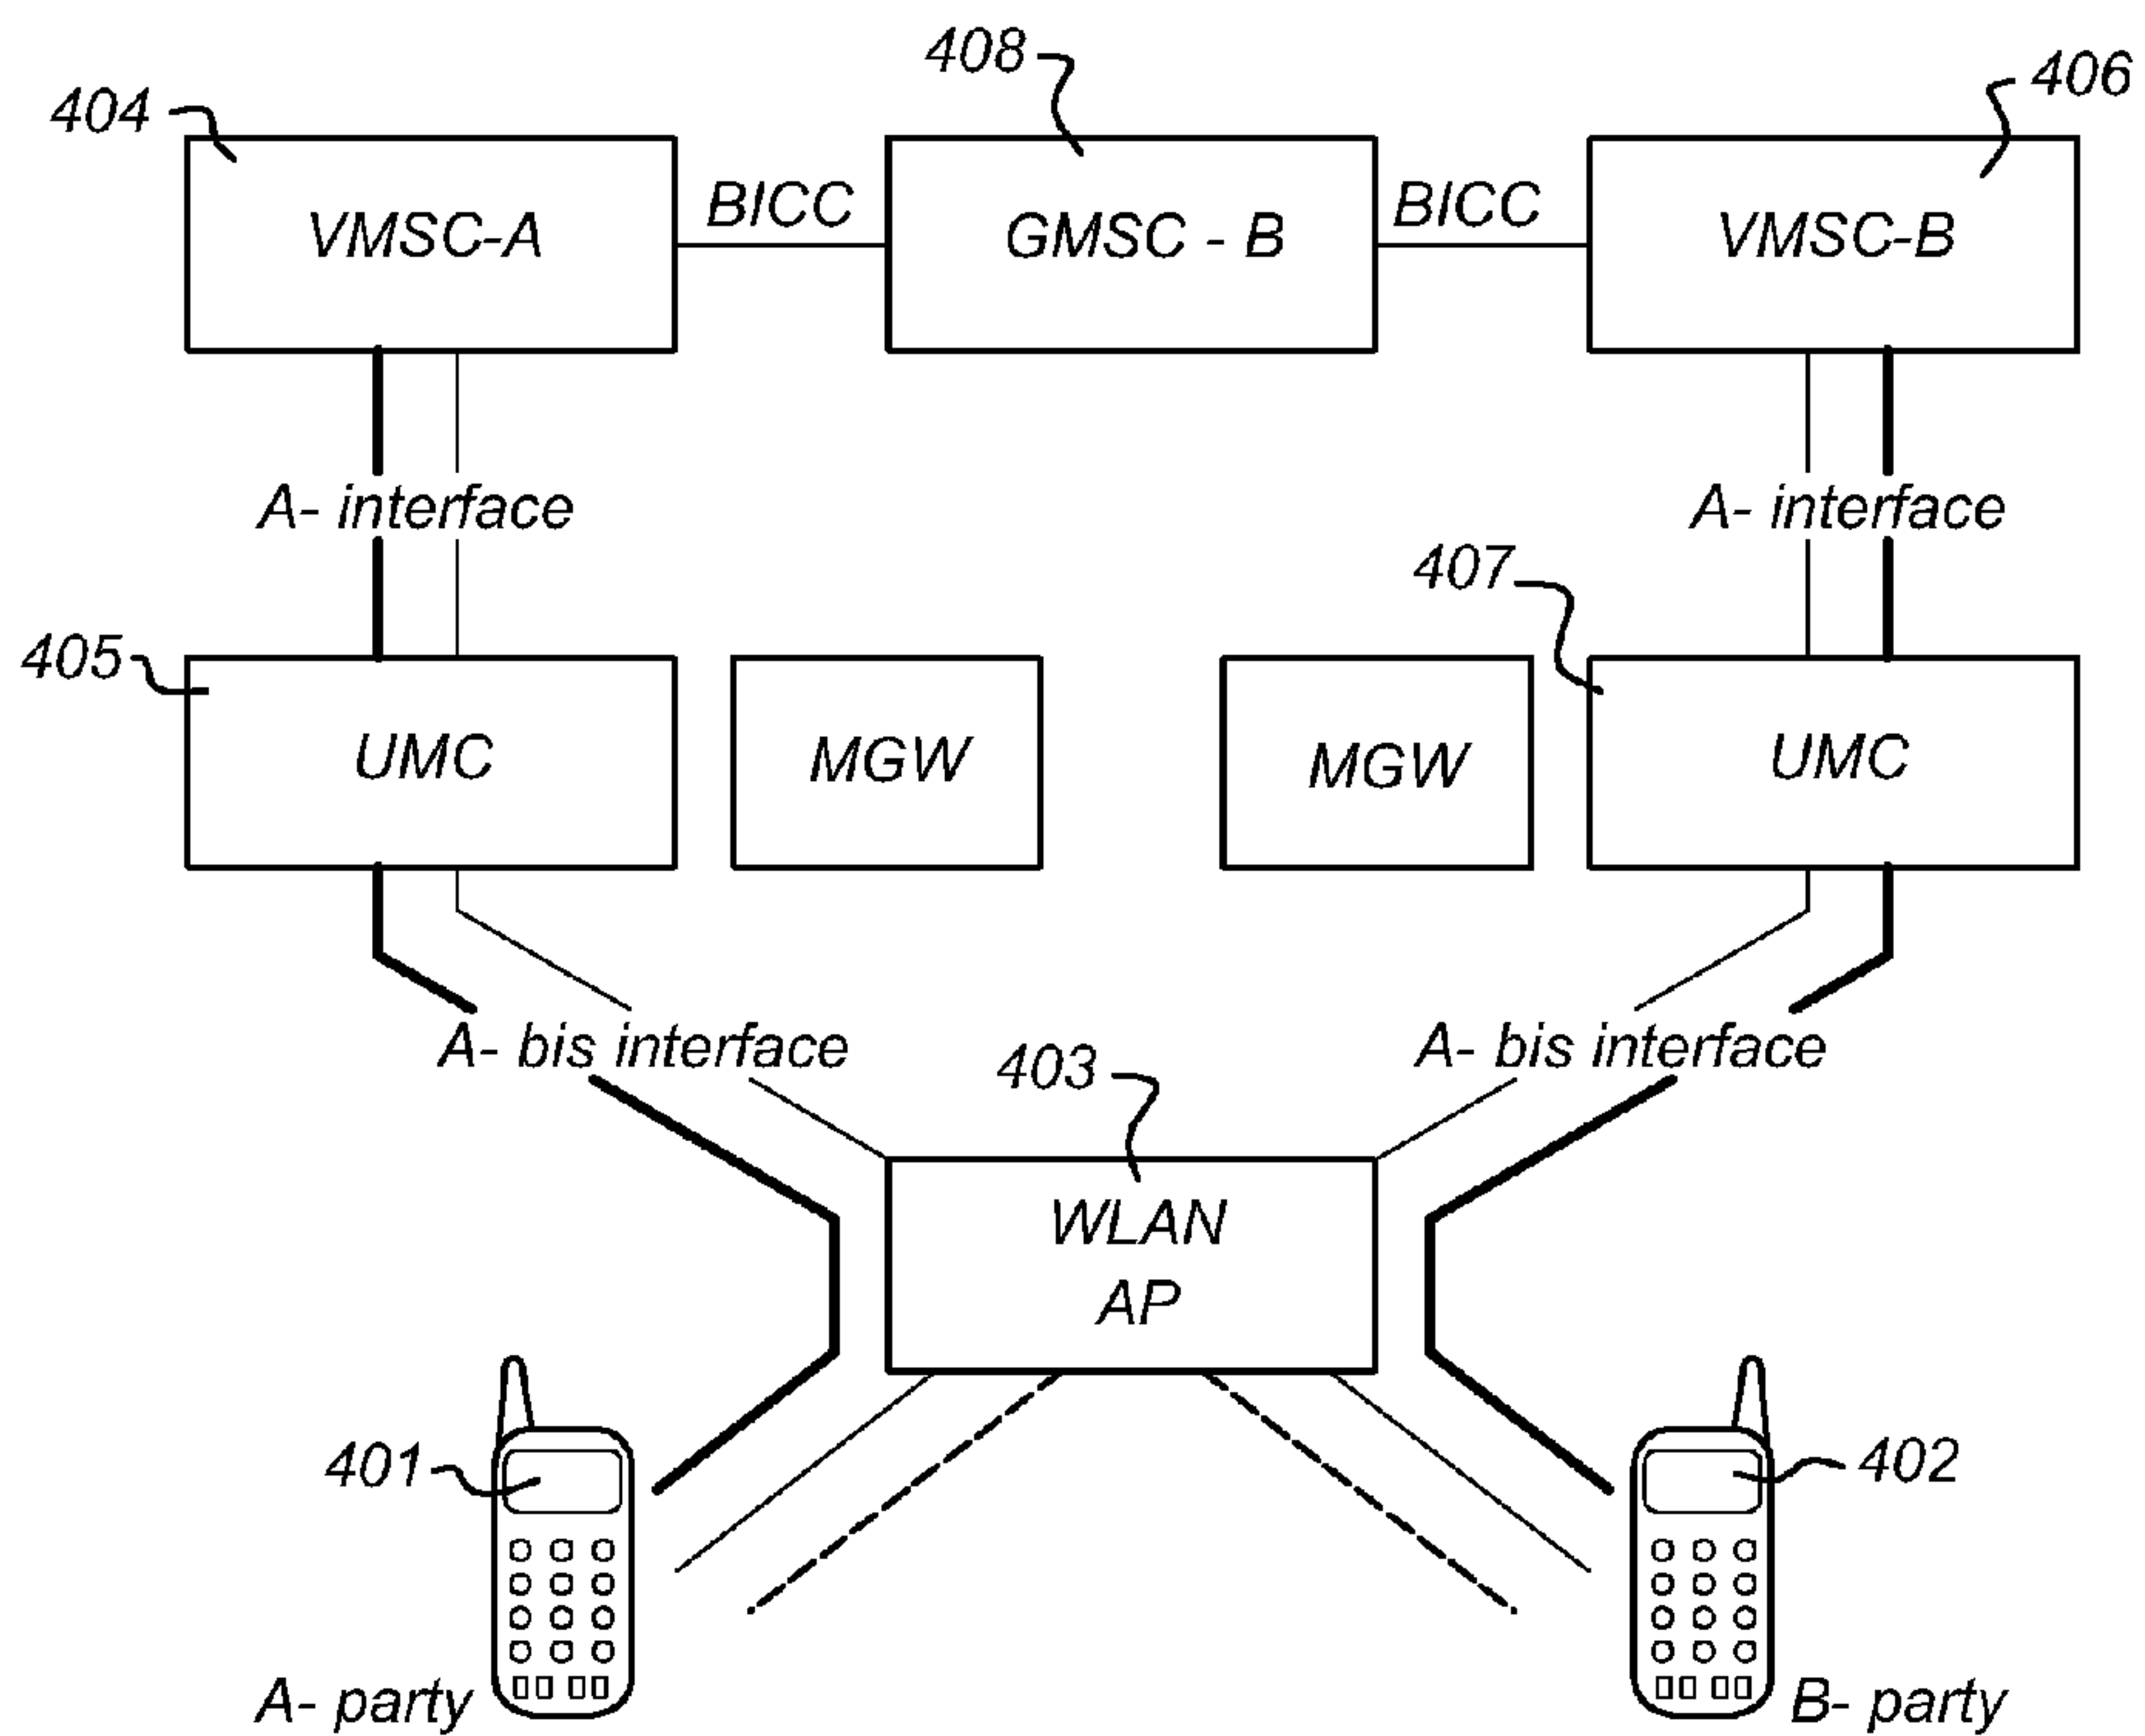 408
406
404
BICC
BICC
VMSC-A
GMSC - B
VMSC-B
A- interface
A- interface
407
405
UMC
MGW
MGW
UMC
A- bis interface
A- bis interface
403
WLAN
AP
401
402
A- party
B- party